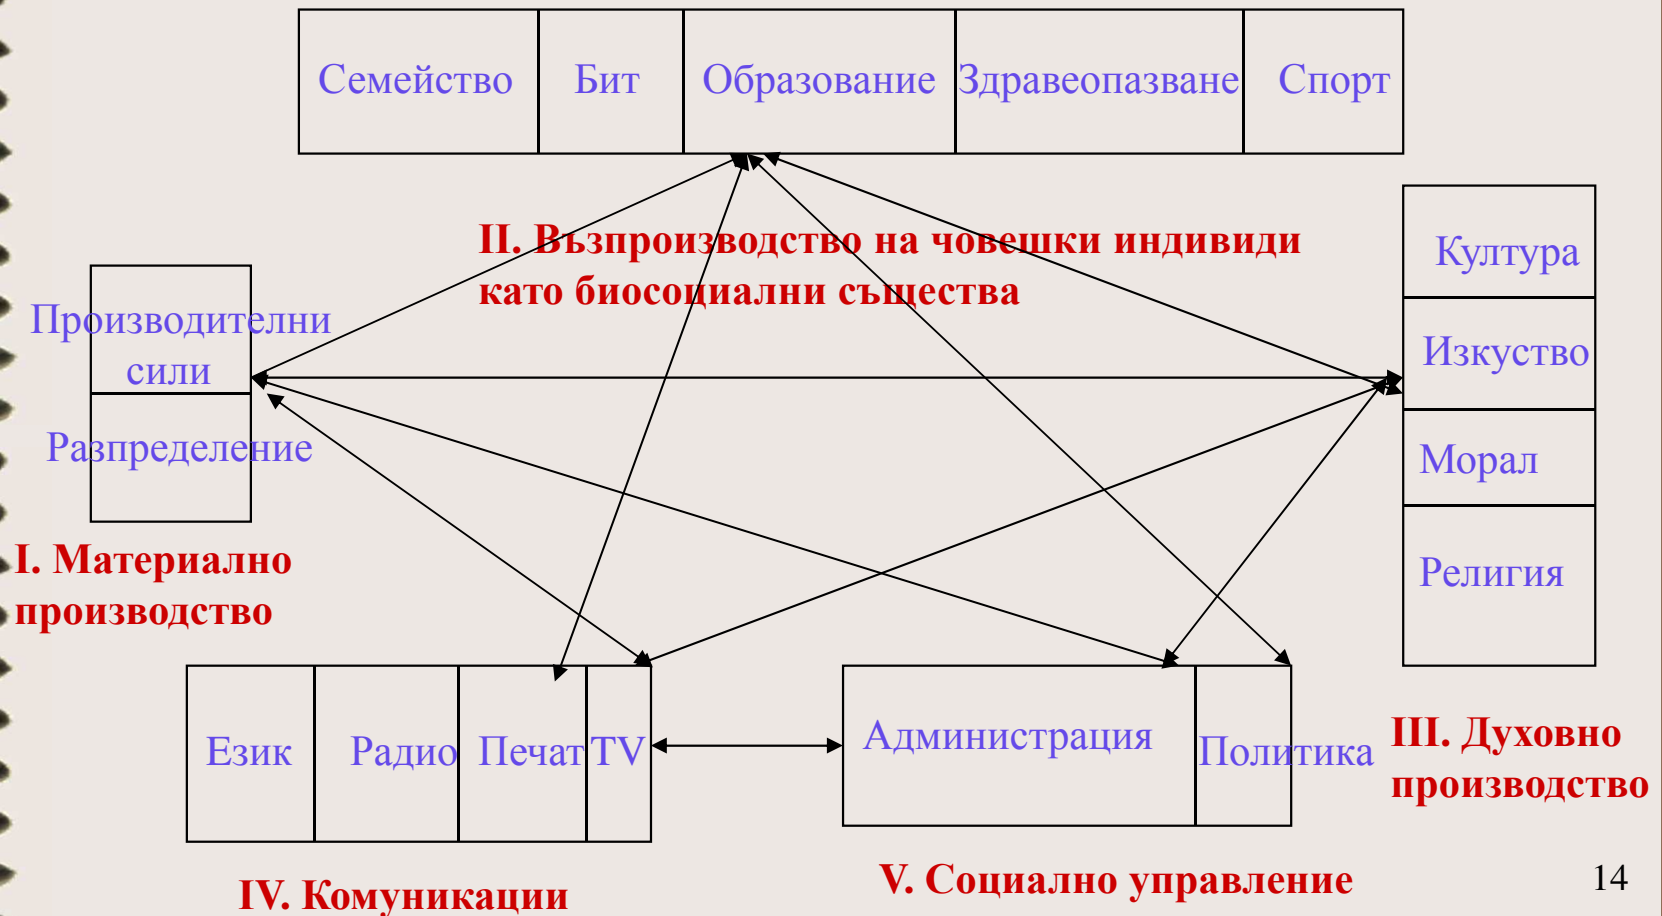 Семейство
Бит
Образование
Здравеопазване
Спорт
II. Възпроизводство на човешки индивиди
като биосоциални същества
Производителни
сили
Разпределение
I. Материално
производство
Култура
Изкуство
Морал
Религия
III. Духовно
производство
Език
Радио
Печат
TV
IV. Комуникации
Администрация
Политика
V. Социално управление
14